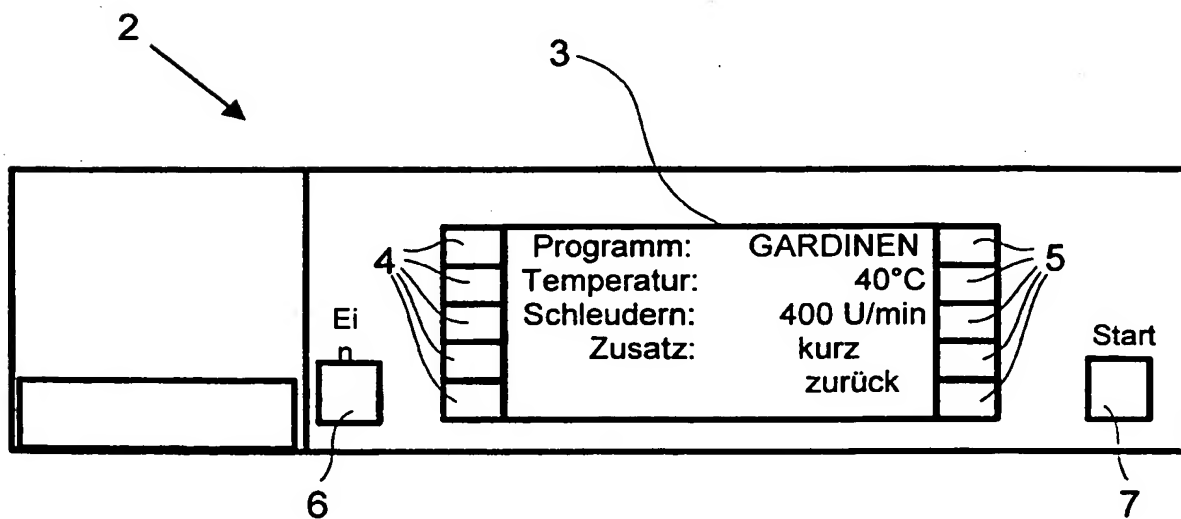 2
3
Programm: GARDINEN
4
Temperatur: 40°C
5
Schleudern: 400 U/min
Ei
n
Zusatz: kurz
Start
zurück
6
7